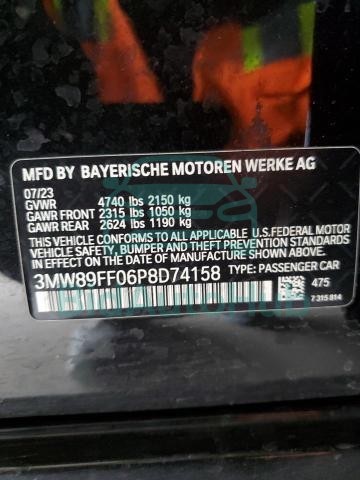 MFD BY BAYERISCHE MOTOREN WERKE AG
07/23
GVWR 4740 lbs 2150 kg
GAWR FRONT 2315 lbs 1050 kg
GAWR REAR 2624 lbs 1190 kg
THIS VEHICLE CONFORMS TO ALL APPLICABLE U.S. FEDERAL MOTOR
VEHICLE SAFETY, BUMPER, AND THEFT PREVENTION STANDARDS IN
EFFECT ON THE DATE OF MANUFACTURE SHOWN ABOVE.
3MW89FF06P8D74158 TYPE: PASSENGER CAR
475
7 315 814